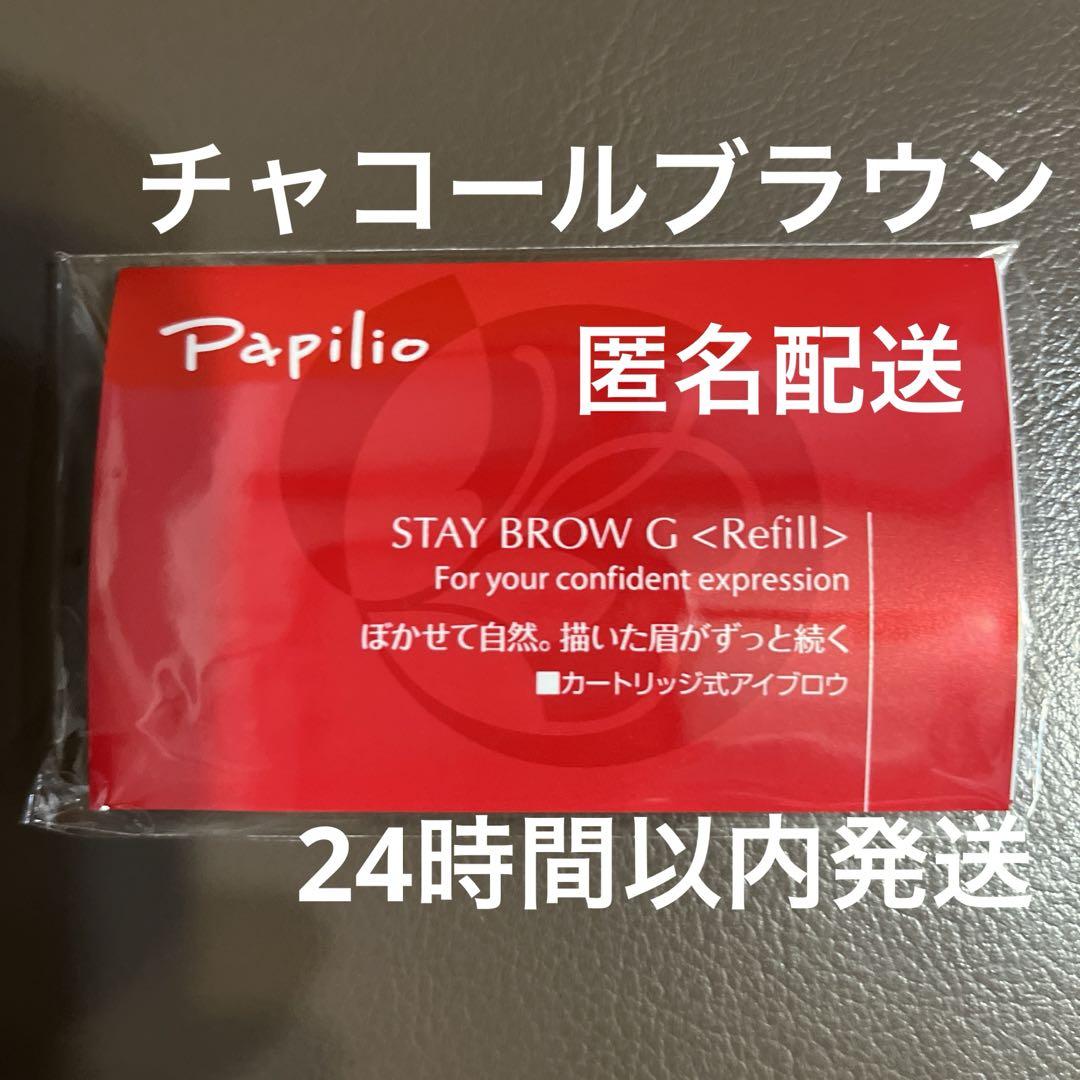 チャコールブラウン
Papilio
匿名配送
STAY BROW G <Refill>
For your confident expression
ぼかせて自然。描いた眉がずっと続く
■カートリッジ式アイブロウ
24時間以内発送